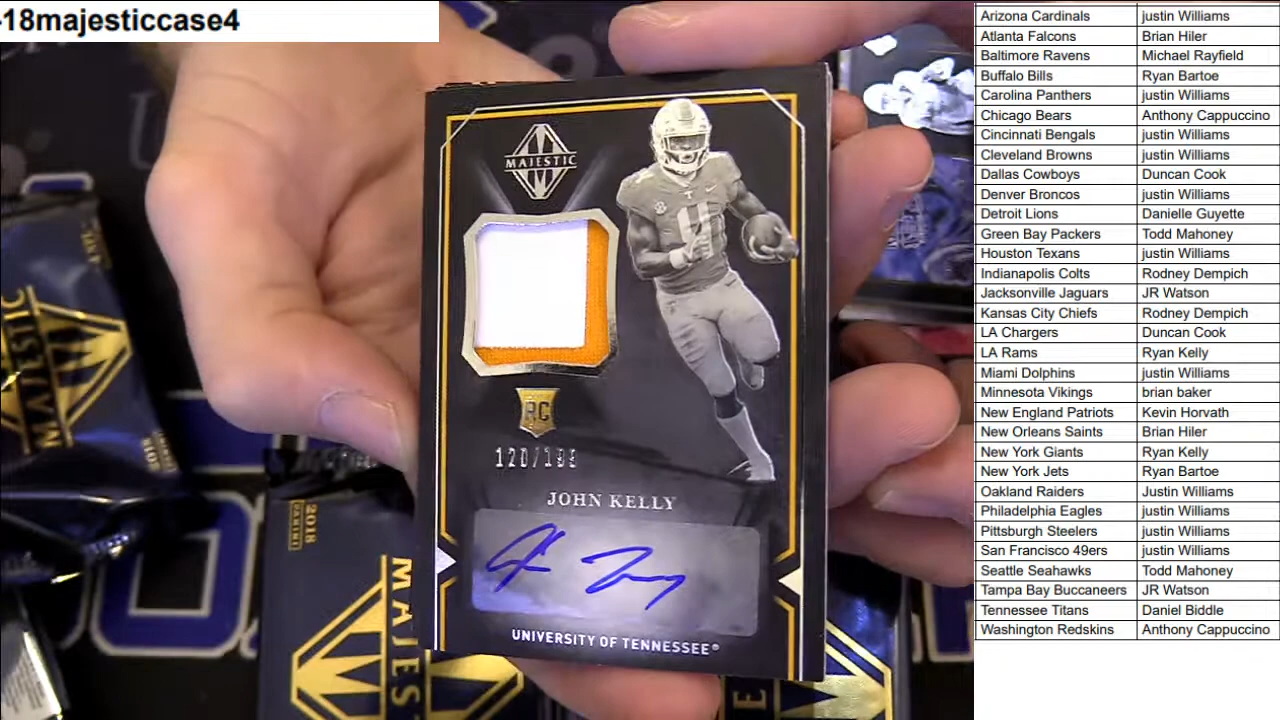 -18majesticcase4
MAJESTIC
RC
120/199
JOHN KELLY
UNIVERSITY OF TENNESSEE®
MAJESTIC
2018
PANINI
MAJES
Arizona Cardinals justin Williams
Atlanta Falcons Brian Hiler
Baltimore Ravens Michael Rayfield
Buffalo Bills Ryan Bartoe
Carolina Panthers justin Williams
Chicago Bears Anthony Cappuccino
Cincinnati Bengals justin Williams
Cleveland Browns justin Williams
Dallas Cowboys Duncan Cook
Denver Broncos justin Williams
Detroit Lions Danielle Guyette
Green Bay Packers Todd Mahoney
Houston Texans justin Williams
Indianapolis Colts Rodney Dempich
Jacksonville Jaguars JR Watson
Kansas City Chiefs Rodney Dempich
LA Chargers Duncan Cook
LA Rams Ryan Kelly
Miami Dolphins justin Williams
Minnesota Vikings brian baker
New England Patriots Kevin Horvath
New Orleans Saints Brian Hiler
New York Giants Ryan Kelly
New York Jets Ryan Bartoe
Oakland Raiders Justin Williams
Philadelphia Eagles justin Williams
Pittsburgh Steelers justin Williams
San Francisco 49ers justin Williams
Seattle Seahawks Todd Mahoney
Tampa Bay Buccaneers JR Watson
Tennessee Titans Daniel Biddle
Washington Redskins Anthony Cappuccino